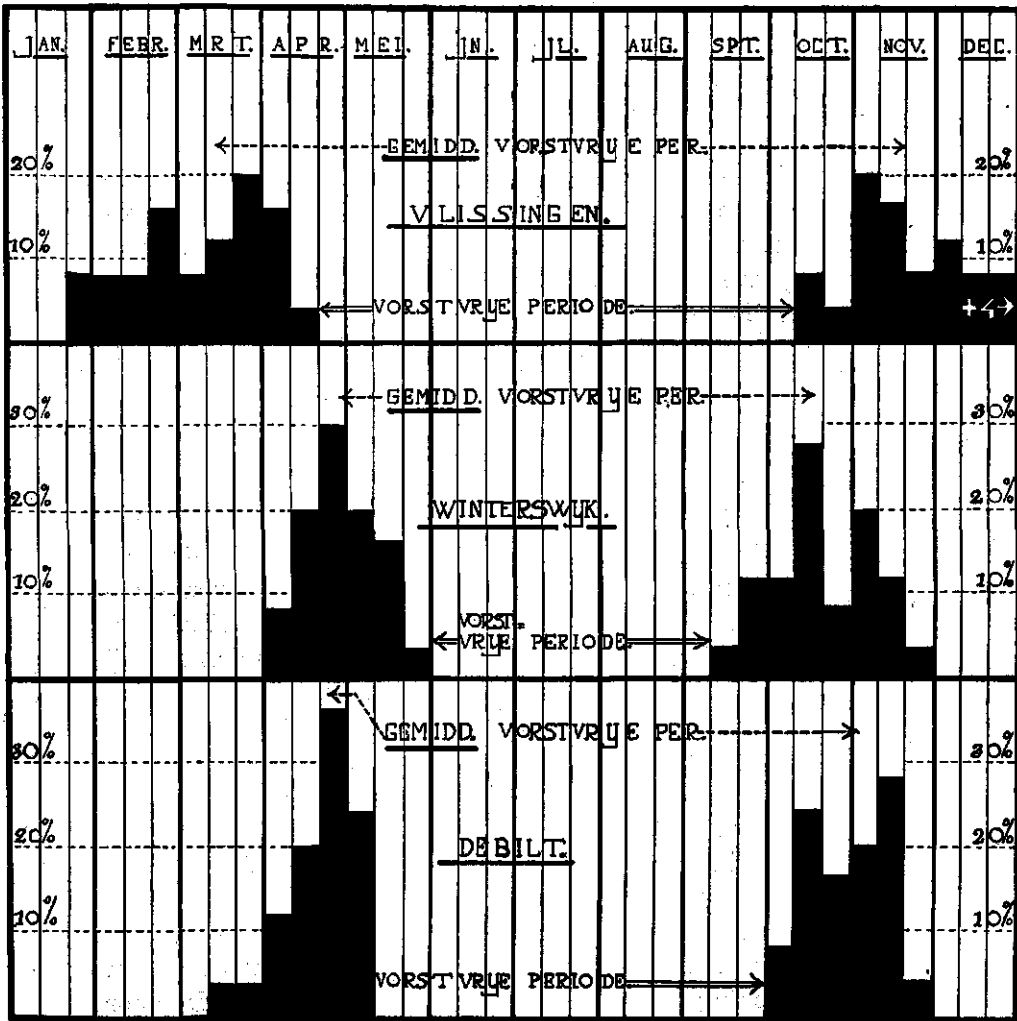 JAN. FEBR. MRT. APR. MEI. JN. JL. AUG. SPT. OCT. NOV. DEC.
GEMIDD. VORSTVRIJE PER.
20% 20%
VLISSINGEN.
10% 10%
VORSTVRIJE PERIODE. +4→
GEMIDD. VORSTVRIJE PER.
30% 30%
20% 20%
WINTERSWIJK.
10% 10%
VORST-
VRIJE PERIODE.
GEMIDD. VORSTVRIJE PER.
30% 30%
20% 20%
DE BILT.
10% 10%
VORSTVRIJE PERIODE